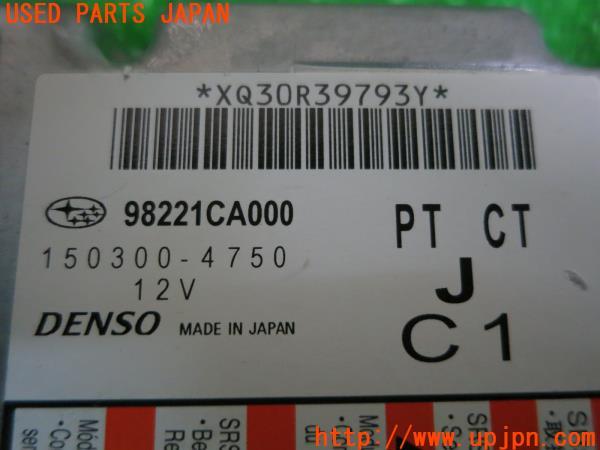 USED PARTS JAPAN
*XQ30R39793Y*
98221CA000
PT CT
150300-4750
J
12V
C1
DENSO MADE IN JAPAN
http://www.upjpn.com